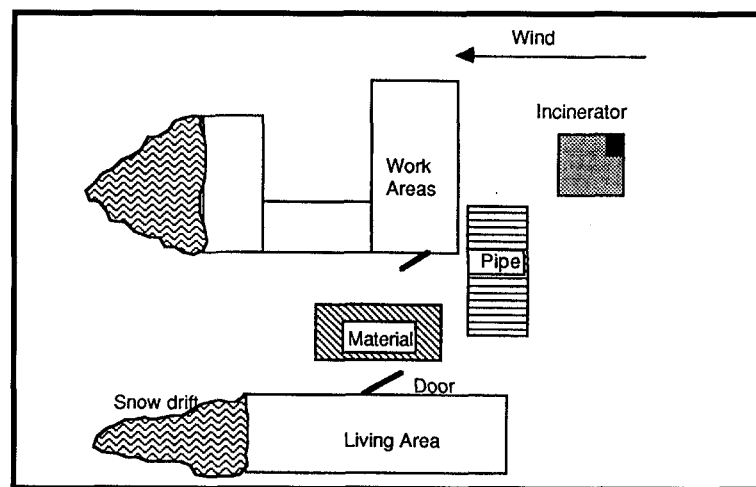 Wind
Incinerator
Work
Areas
Pipe
Material
Door
Snow drift
Living Area